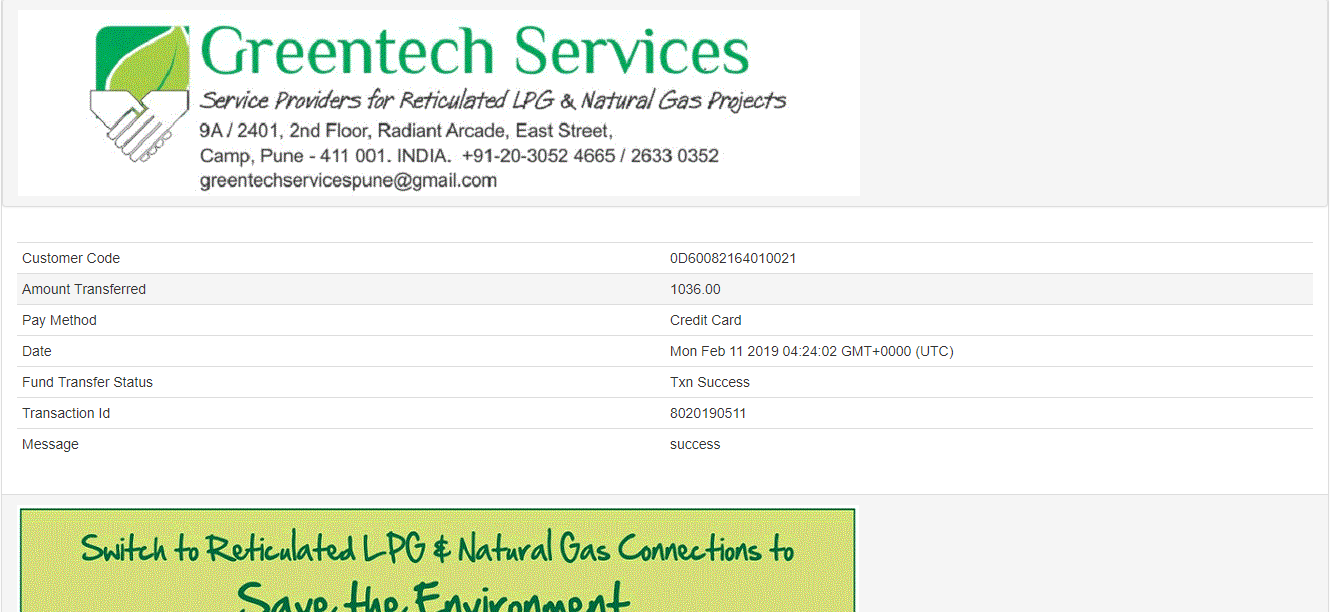 Greentech Services
Service Providers for Reticulated LPG & Natural Gas Projects
9A / 2401, 2nd Floor, Radiant Arcade, East Street,
Camp, Pune - 411 001. INDIA. +91-20-3052 4665 / 2633 0352
greentechservicespune@gmail.com
Customer Code 0D60082164010021
Amount Transferred 1036.00
Pay Method Credit Card
Date Mon Feb 11 2019 04:24:02 GMT+0000 (UTC)
Fund Transfer Status Txn Success
Transaction Id 8020190511
Message success
Switch to Reticulated LPG & Natural Gas Connections to
Save the Environment